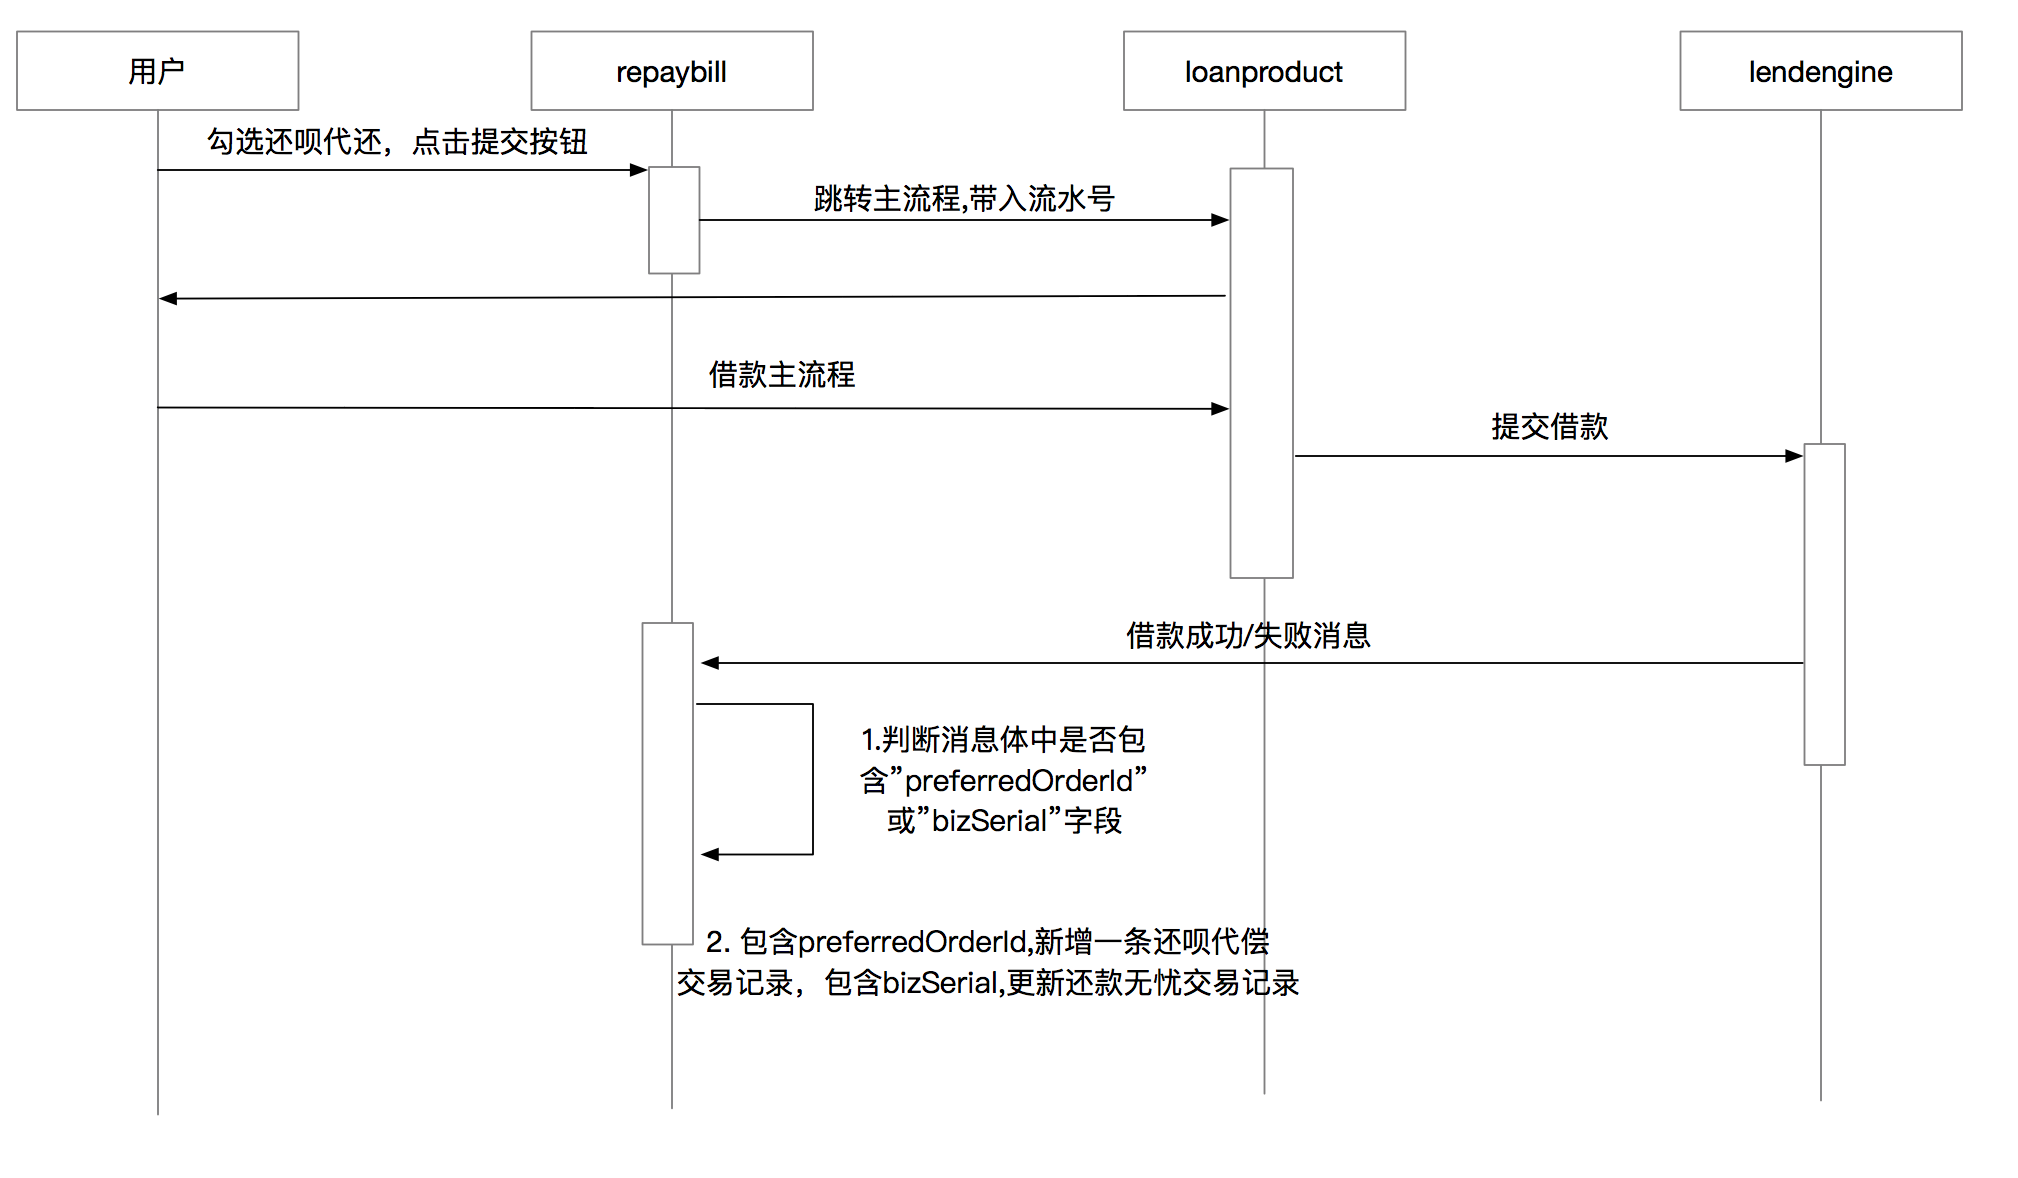 用户
repaybill
loanproduct
lendengine
勾选还呗代还，点击提交按钮
跳转主流程,带入流水号
借款主流程
提交借款
借款成功/失败消息
1.判断消息体中是否包
含”preferredOrderId”
或”bizSerial”字段
2. 包含preferredOrderId,新增一条还呗代偿
交易记录，包含bizSerial,更新还款无忧交易记录